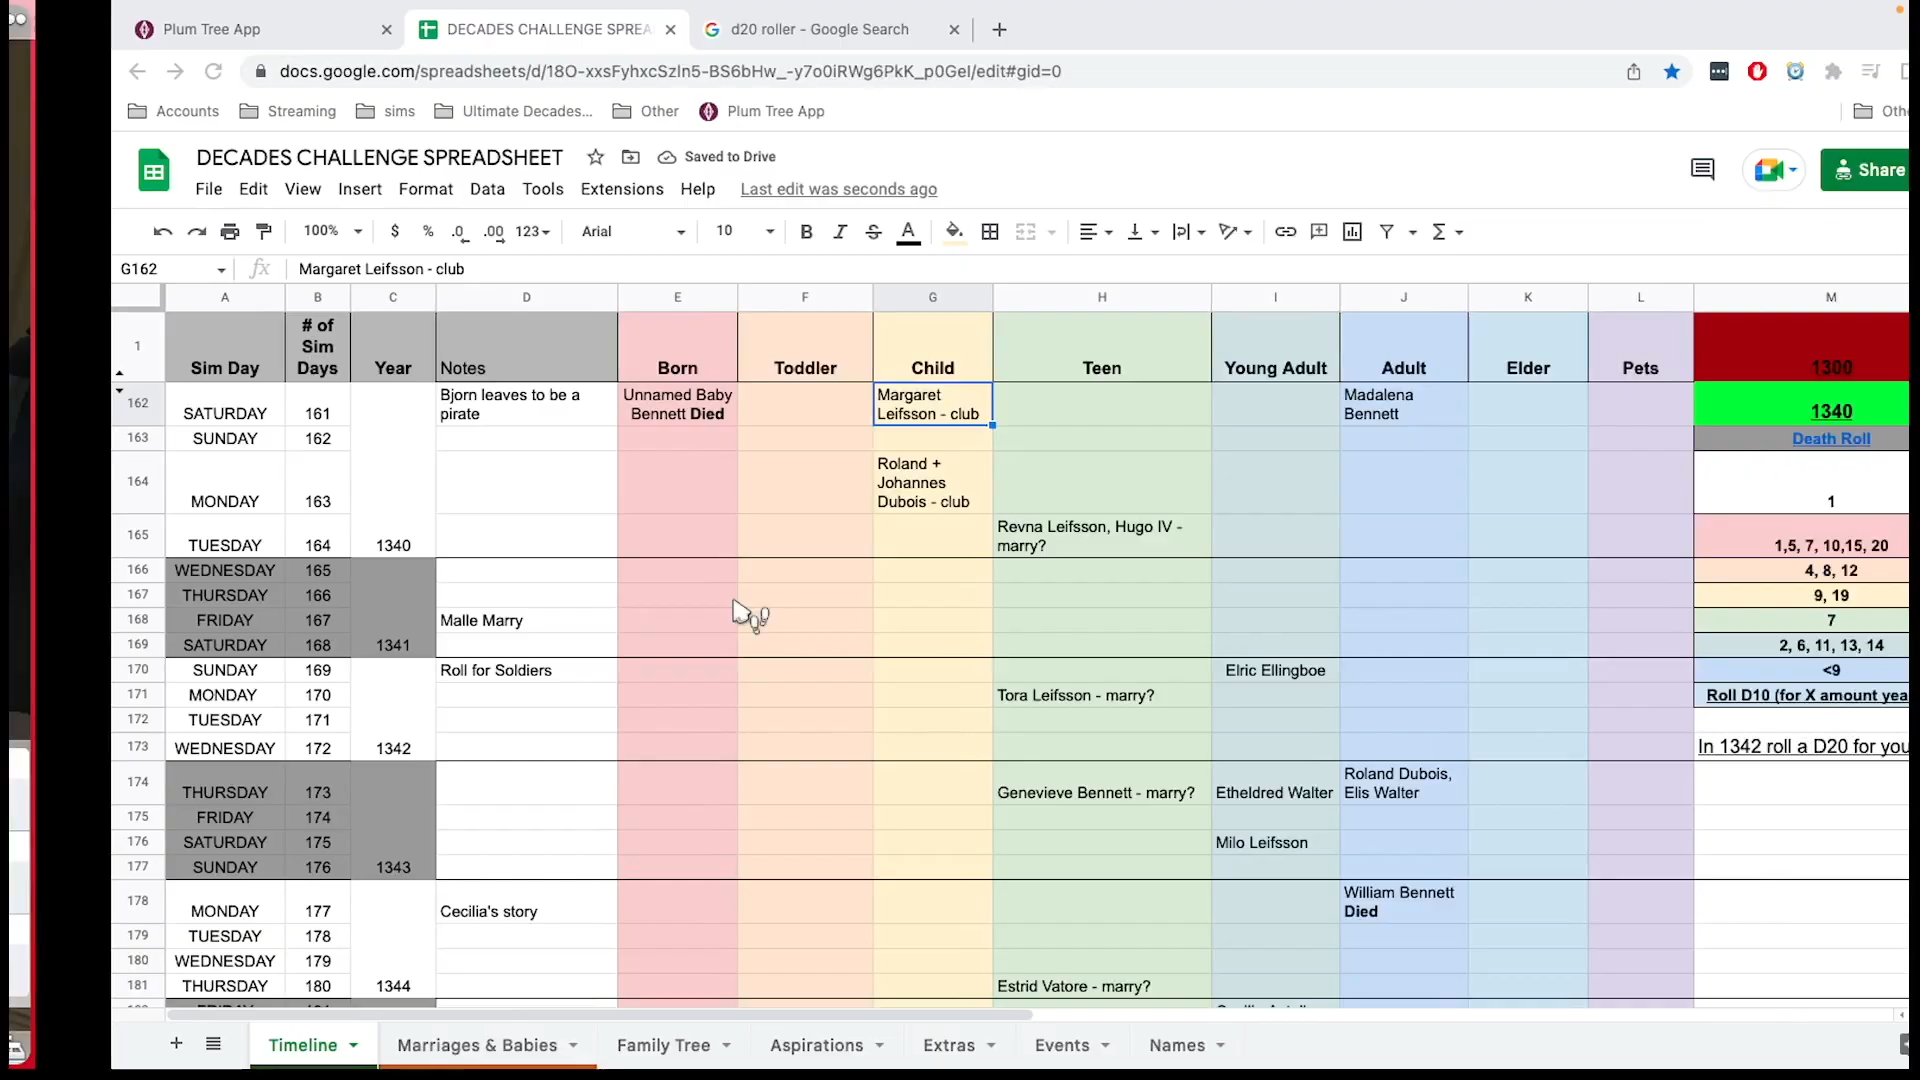 Plum Tree App
DECADES CHALLENGE SPREA
d20 roller - Google Search
docs.google.com/spreadsheets/d/18O-xxsFyhxcSzIn5-BS6bHw_-y7o0iRWg6PkK_p0GeI/edit#gid=0
Accounts Streaming sims Ultimate Decades... Other Plum Tree App Oth
DECADES CHALLENGE SPREADSHEET Saved to Drive
File Edit View Insert Format Data Tools Extensions Help Last edit was seconds ago
Share
100% $ % .0 .00 123 Arial 10 B I S A
G162 fx Margaret Leifsson - club
A B C D E F G H I J K L M
1 Sim Day # of Sim Days Year Notes Born Toddler Child Teen Young Adult Adult Elder Pets 1300
162 SATURDAY 161 Bjorn leaves to be a pirate Unnamed Baby Bennett Died Margaret Leifsson - club Madalena Bennett 1340
163 SUNDAY 162 Death Roll
164 MONDAY 163 Roland + Johannes Dubois - club 1
165 TUESDAY 164 1340 Revna Leifsson, Hugo IV - marry? 1,5, 7, 10,15, 20
166 WEDNESDAY 165 4, 8, 12
167 THURSDAY 166 9, 19
168 FRIDAY 167 Malle Marry 7
169 SATURDAY 168 1341 2, 6, 11, 13, 14
170 SUNDAY 169 Roll for Soldiers Elric Ellingboe <9
171 MONDAY 170 Tora Leifsson - marry? Roll D10 (for X amount yea
172 TUESDAY 171
173 WEDNESDAY 172 1342 In 1342 roll a D20 for you
174 THURSDAY 173 Genevieve Bennett - marry? Etheldred Walter Roland Dubois, Elis Walter
175 FRIDAY 174
176 SATURDAY 175 Milo Leifsson
177 SUNDAY 176 1343
178 MONDAY 177 Cecilia's story William Bennett Died
179 TUESDAY 178
180 WEDNESDAY 179
181 THURSDAY 180 1344 Estrid Vatore - marry?
Timeline Marriages & Babies Family Tree Aspirations Extras Events Names